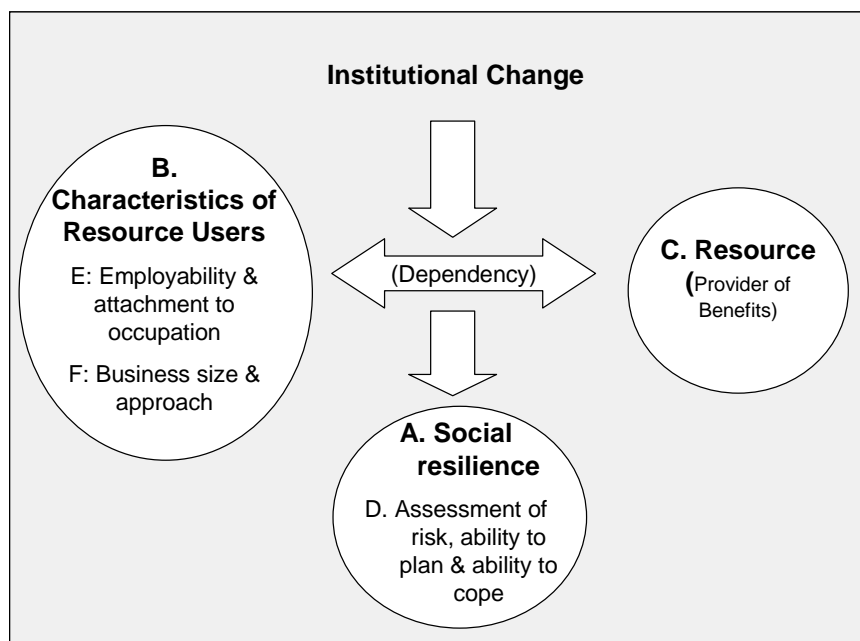 Institutional Change
B.
Characteristics of
Resource Users
E: Employability &
attachment to
occupation
F: Business size &
approach
(Dependency)
C. Resource
(Provider of
Benefits)
A. Social
resilience
D. Assessment of
risk, ability to
plan & ability to
cope